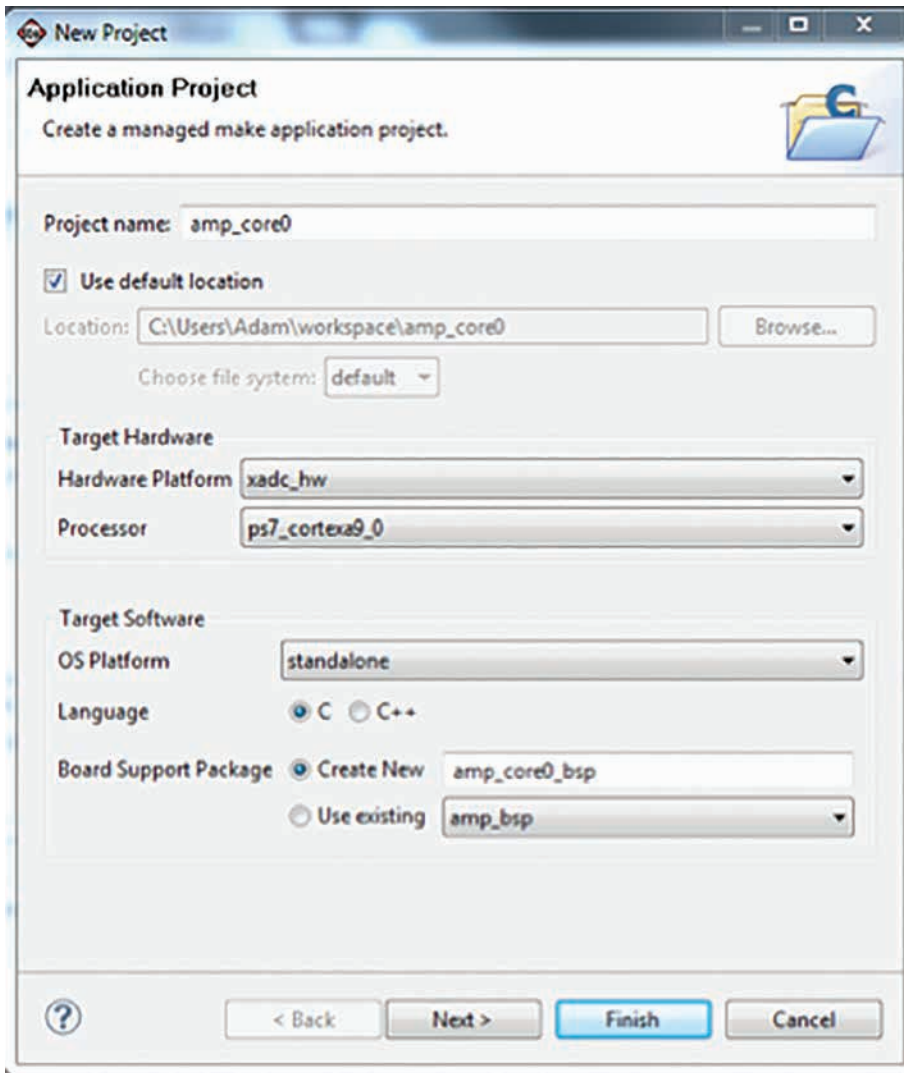 New Project
Application Project
Create a managed make application project.
Project name: amp_core0
Use default location
Location: C:\Users\Adam\workspace\amp_core0 Browse...
Choose file system: default
Target Hardware
Hardware Platform xadc_hw
Processor ps7_cortexa9_0
Target Software
OS Platform standalone
Language C C++
Board Support Package Create New amp_core0_bsp
Use existing amp_bsp
? < Back Next > Finish Cancel